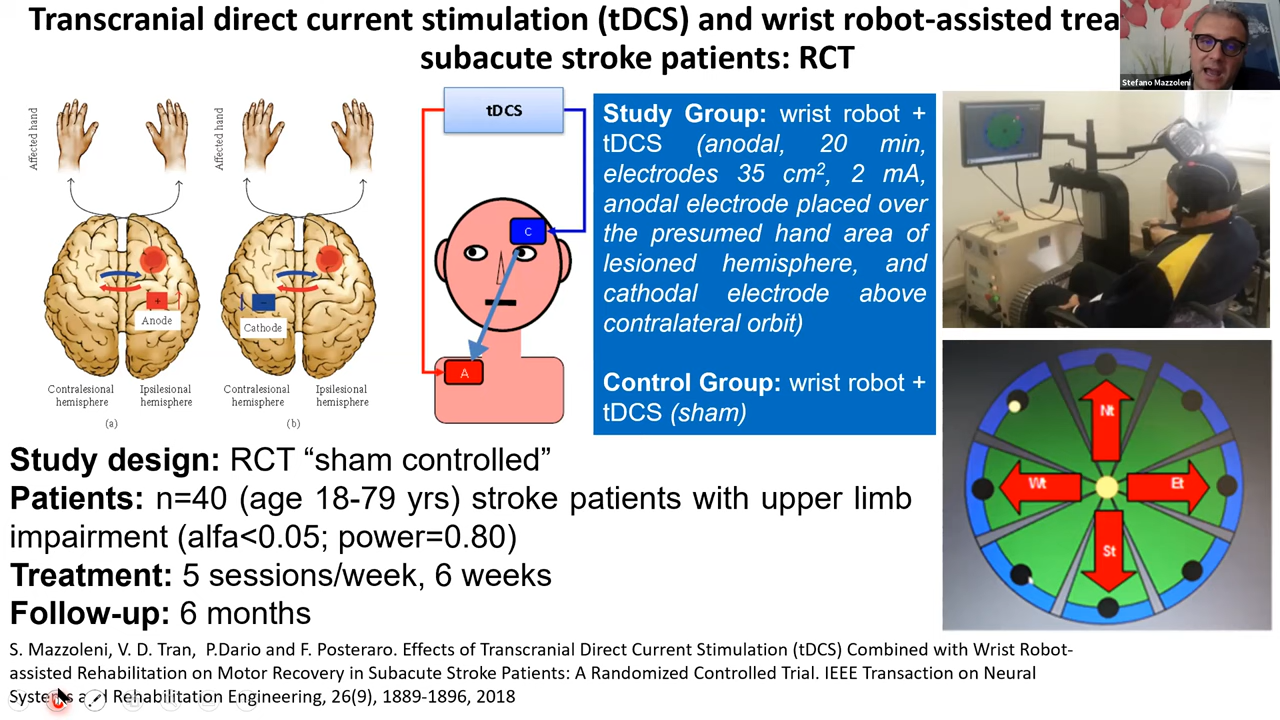 Transcranial direct current stimulation (tDCS) and wrist robot-assisted trea
subacute stroke patients: RCT
Stefano Mazzoleni
Affected hand
Affected hand
+
Anode
−
Cathode
Contralesional
hemisphere
Ipsilesional
hemisphere
Contralesional
hemisphere
Ipsilesional
hemisphere
(a)
(b)
tDCS
C
A
Study Group: wrist robot +
tDCS (anodal, 20 min,
electrodes 35 cm², 2 mA,
anodal electrode placed over
the presumed hand area of
lesioned hemisphere, and
cathodal electrode above
contralateral orbit)
Control Group: wrist robot +
tDCS (sham)
Nt
Wt
Et
St
Study design: RCT “sham controlled”
Patients: n=40 (age 18-79 yrs) stroke patients with upper limb
impairment (alfa<0.05; power=0.80)
Treatment: 5 sessions/week, 6 weeks
Follow-up: 6 months
S. Mazzoleni, V. D. Tran, P.Dario and F. Posteraro. Effects of Transcranial Direct Current Stimulation (tDCS) Combined with Wrist Robot-
assisted Rehabilitation on Motor Recovery in Subacute Stroke Patients: A Randomized Controlled Trial. IEEE Transaction on Neural
Systems and Rehabilitation Engineering, 26(9), 1889-1896, 2018